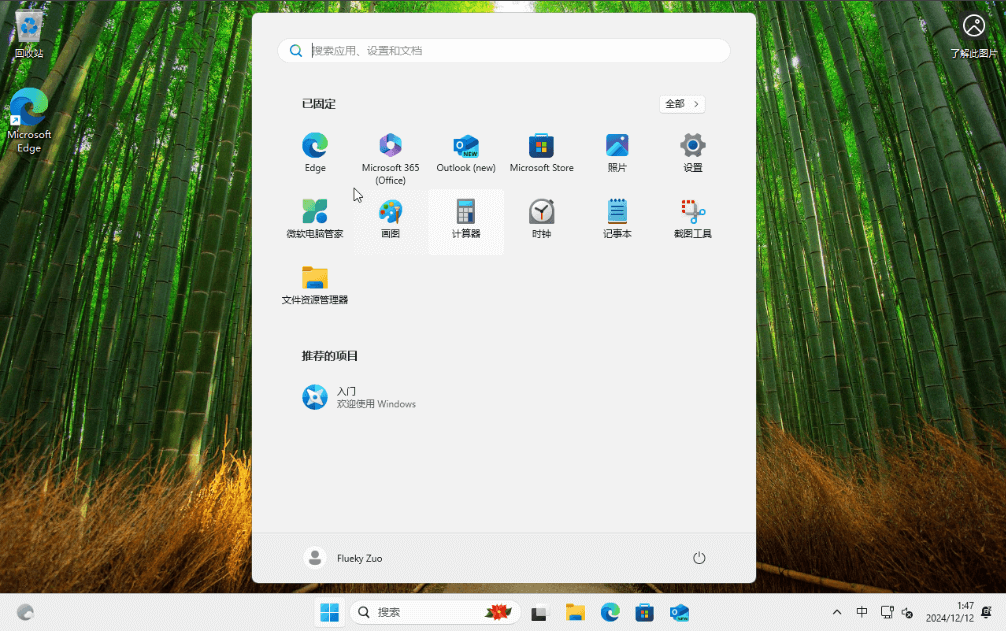 回收站
Microsoft
Edge
了解此图片
搜索应用、设置和文档
已固定
全部
Edge
Microsoft 365
(Office)
Outlook (new)
Microsoft Store
照片
设置
微软电脑管家
画图
计算器
时钟
记事本
截图工具
文件资源管理器
推荐的项目
入门
欢迎使用 Windows
Flueky Zuo
搜索
中
1:47
2024/12/12